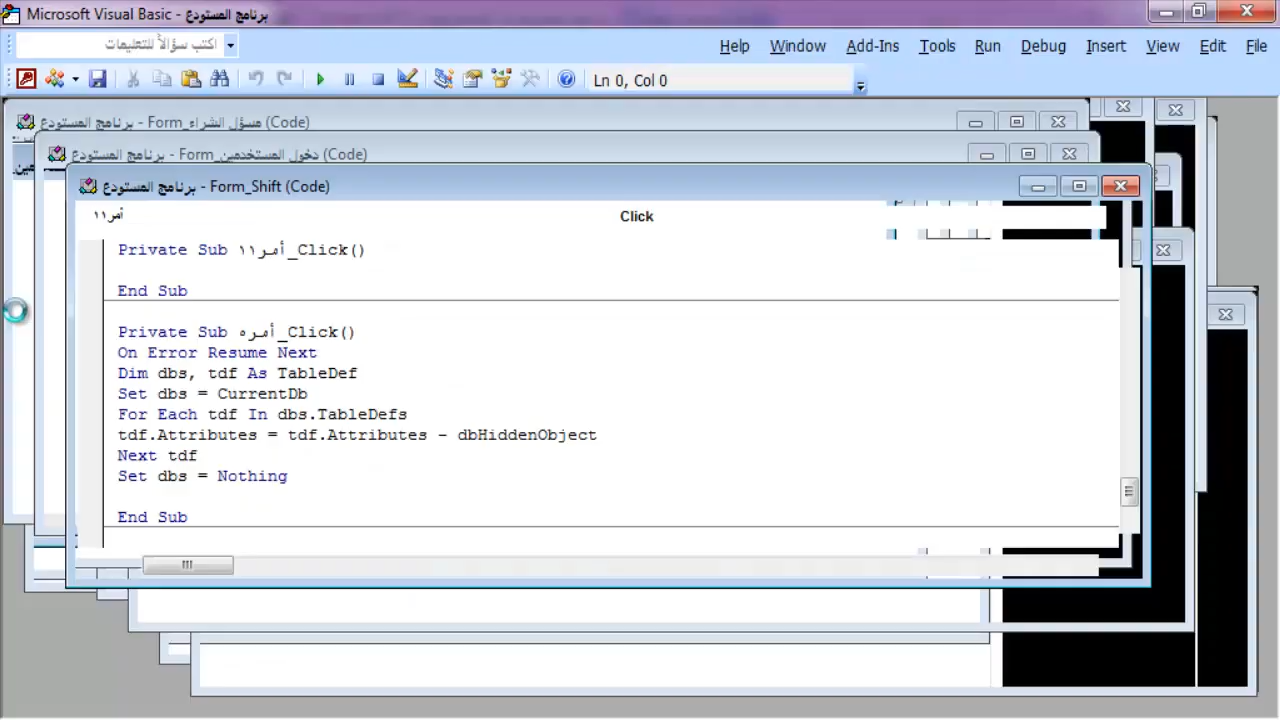 Microsoft Visual Basic - برنامج المستودع
اكتب سؤالاً للتعليمات
Help Window Add-Ins Tools Run Debug Insert View Edit File
Ln 0, Col 0
برنامج المستودع - Form_مسؤل الشراء (Code)
برنامج المستودع - Form_دخول المستخدمين (Code)
برنامج المستودع - Form_Shift (Code)
أمر١١ Click
Private Sub أمر١١_Click()
End Sub
Private Sub أمر٥_Click()
On Error Resume Next
Dim dbs, tdf As TableDef
Set dbs = CurrentDb
For Each tdf In dbs.TableDefs
tdf.Attributes = tdf.Attributes - dbHiddenObject
Next tdf
Set dbs = Nothing
End Sub